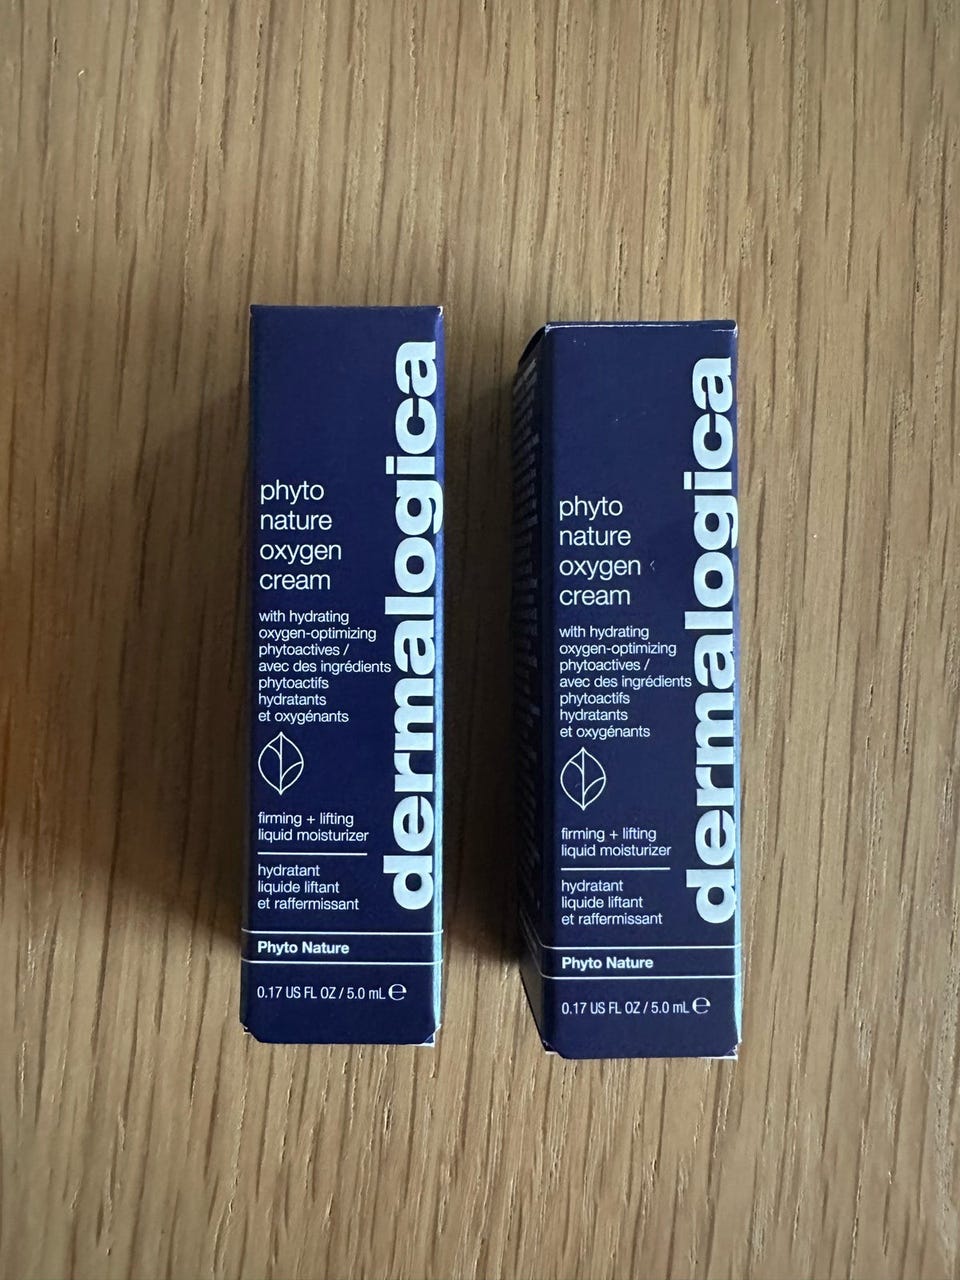 phyto
nature
oxygen
cream
with hydrating
oxygen-optimizing
phytoactives /
avec des ingrédients
phytoactifs
hydratants
et oxygénants
firming + lifting
liquid moisturizer
hydratant
liquide liftant
et raffermissant
Phyto Nature
0.17 US FL OZ / 5.0 mL ℮
dermalogica
phyto
nature
oxygen
cream
with hydrating
oxygen-optimizing
phytoactives /
avec des ingrédients
phytoactifs
hydratants
et oxygénants
firming + lifting
liquid moisturizer
hydratant
liquide liftant
et raffermissant
Phyto Nature
0.17 US FL OZ / 5.0 mL ℮
dermalogica